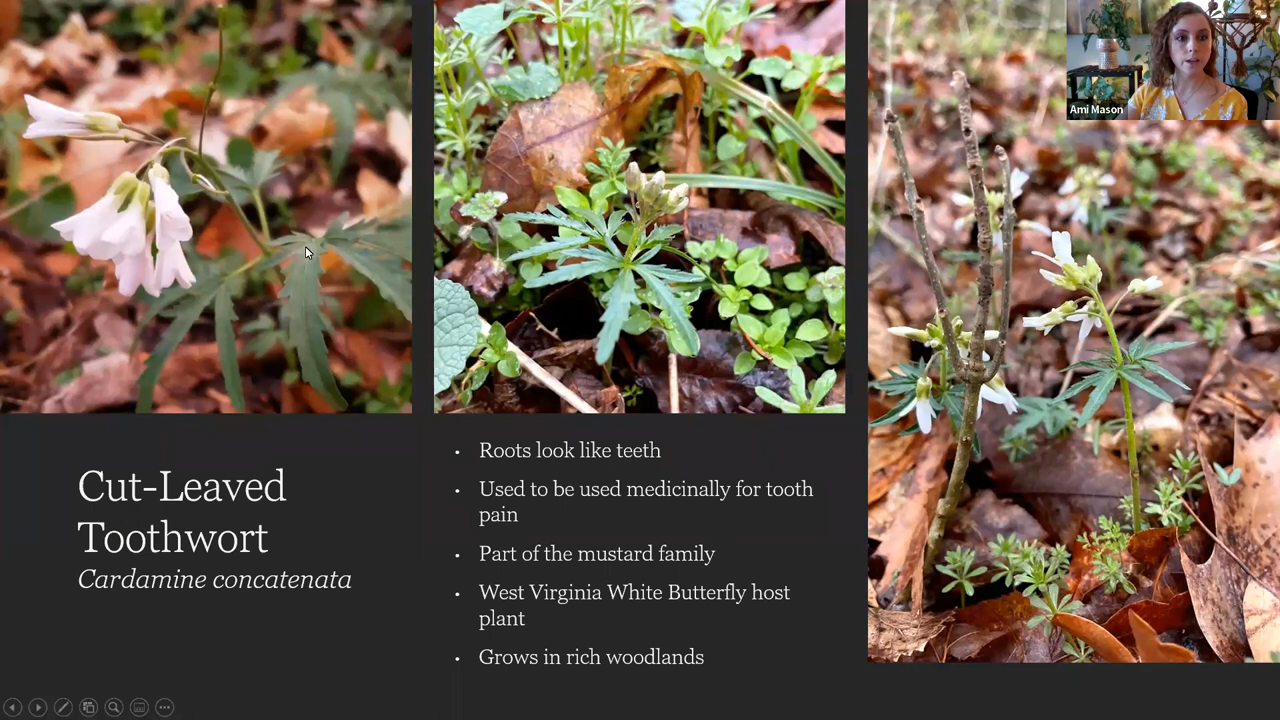 Ami Mason
Cut-Leaved
Toothwort
Cardamine concatenata
• Roots look like teeth
• Used to be used medicinally for tooth
pain
• Part of the mustard family
• West Virginia White Butterfly host
plant
• Grows in rich woodlands